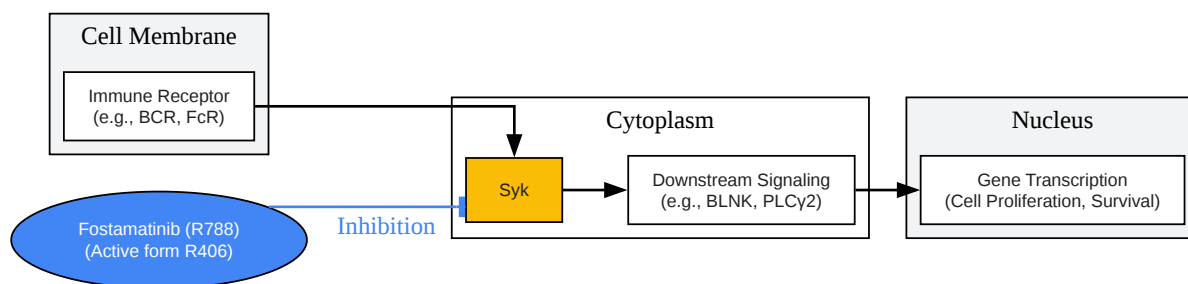 Cell Membrane
Immune Receptor
(e.g., BCR, FcR)
Cytoplasm
Syk
Downstream Signaling
(e.g., BLNK, PLCγ2)
Nucleus
Gene Transcription
(Cell Proliferation, Survival)
Fostamatinib (R788)
(Active form R406)
Inhibition